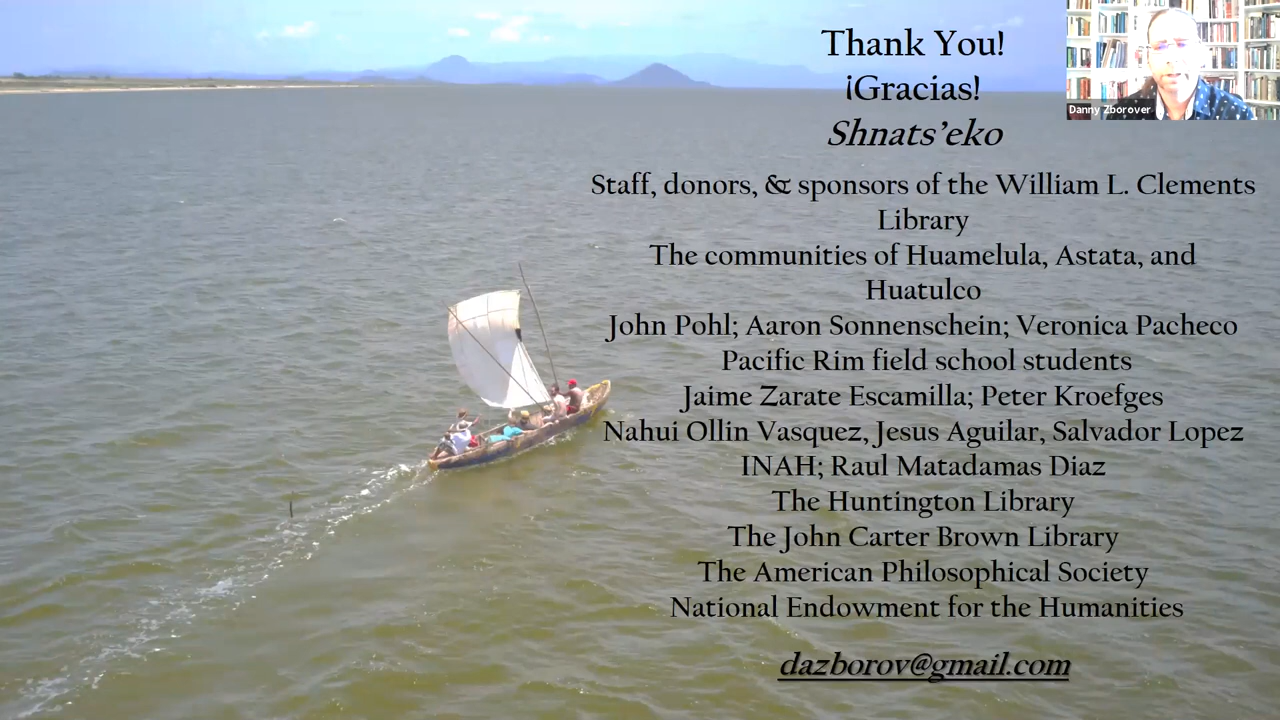 Thank You!
¡Gracias!
Shnats'eko
Danny Zborover
Staff, donors, & sponsors of the William L. Clements
Library
The communities of Huamelula, Astata, and
Huatulco
John Pohl; Aaron Sonnenschein; Veronica Pacheco
Pacific Rim field school students
Jaime Zarate Escamilla; Peter Kroefges
Nahui Ollin Vasquez, Jesus Aguilar, Salvador Lopez
INAH; Raul Matadamas Diaz
The Huntington Library
The John Carter Brown Library
The American Philosophical Society
National Endowment for the Humanities
dazborov@gmail.com